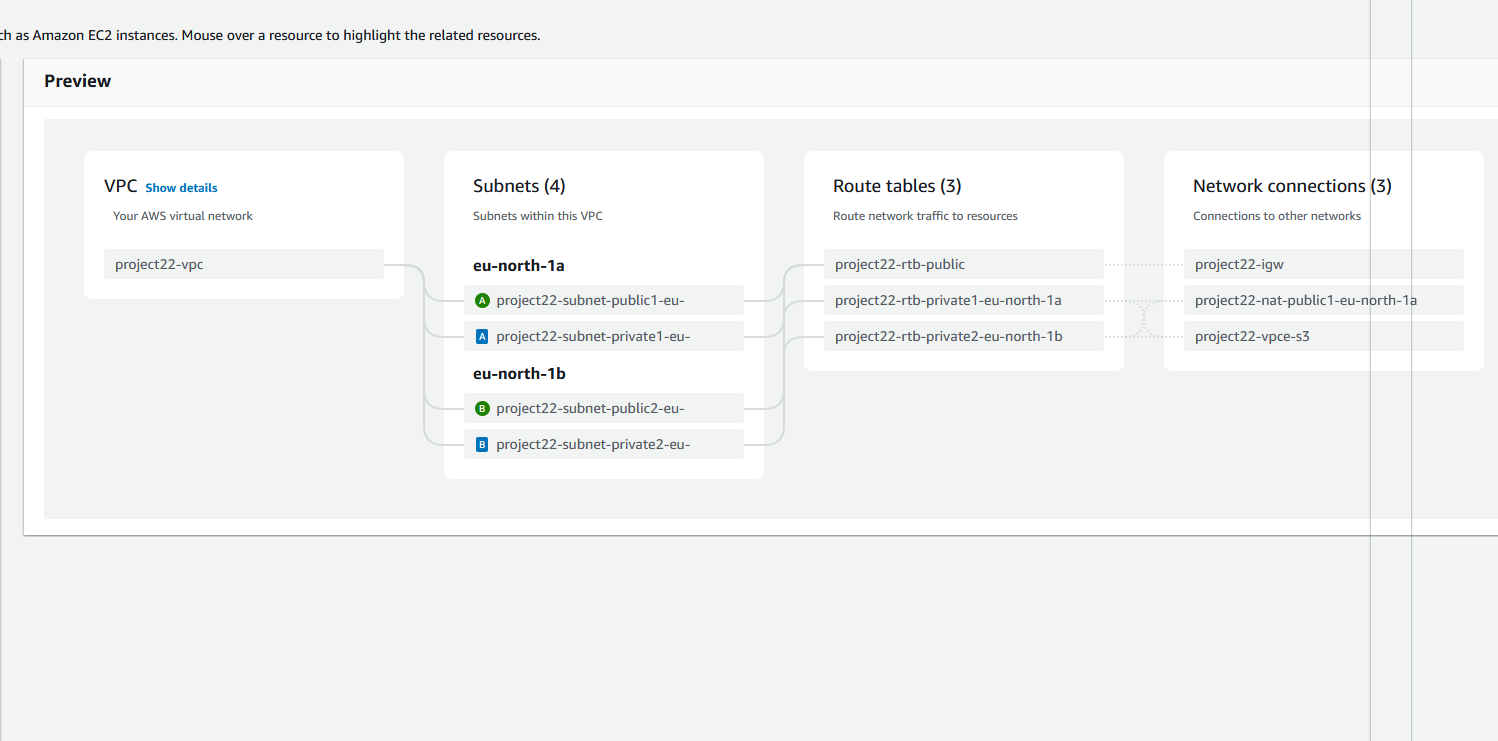 ch as Amazon EC2 instances. Mouse over a resource to highlight the related resources.
Preview
VPC Show details
Your AWS virtual network
project22-vpc
Subnets (4)
Subnets within this VPC
eu-north-1a
A project22-subnet-public1-eu-
A project22-subnet-private1-eu-
eu-north-1b
B project22-subnet-public2-eu-
B project22-subnet-private2-eu-
Route tables (3)
Route network traffic to resources
project22-rtb-public
project22-rtb-private1-eu-north-1a
project22-rtb-private2-eu-north-1b
Network connections (3)
Connections to other networks
project22-igw
project22-nat-public1-eu-north-1a
project22-vpce-s3